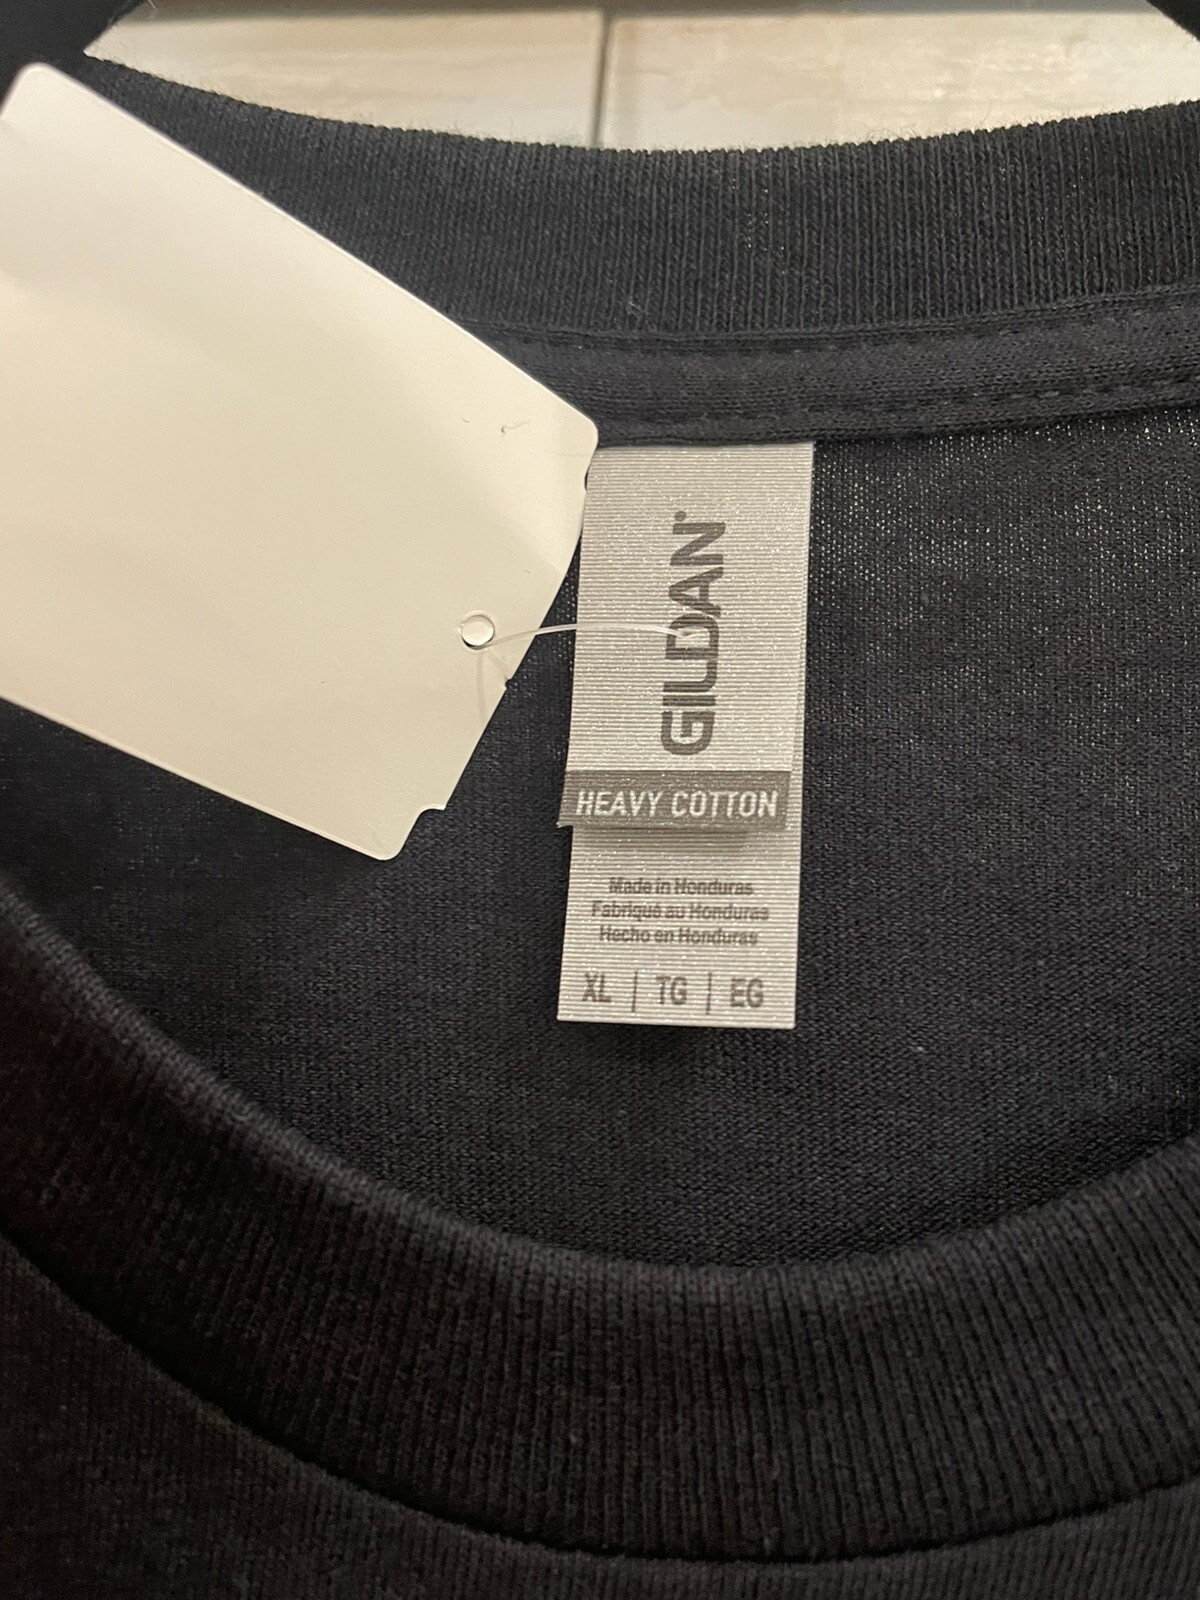 GILDAN
HEAVY COTTON
Made in Honduras
Fabriqué au Honduras
Hecho en Honduras
XL | TG | EG